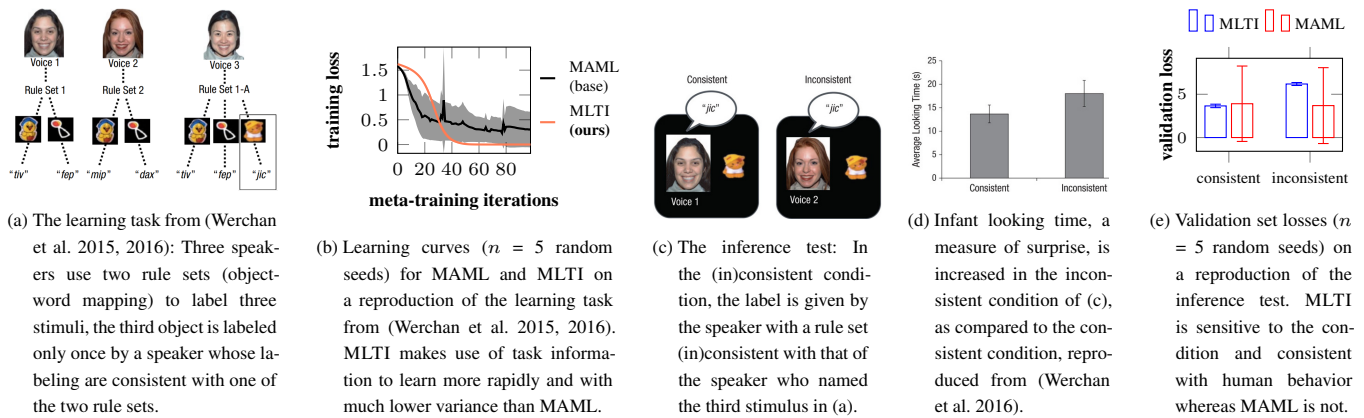 Voice 1
Voice 2
Voice 3
Rule Set 1
Rule Set 2
Rule Set 1-A
“tiv”
“fep”
“mip”
“dax”
“tiv”
“fep”
“jic”
(a) The learning task from (Werchan
et al. 2015, 2016): Three speak-
ers use two rule sets (object-
word mapping) to label three
stimuli, the third object is labeled
only once by a speaker whose la-
beling are consistent with one of
the two rule sets.
training loss
1.5
1
0.5
0
0
20
40
60
80
meta-training iterations
MAML
(base)
MLTI
(ours)
(b) Learning curves (n = 5 random
seeds) for MAML and MLTI on
a reproduction of the learning task
from (Werchan et al. 2015, 2016).
MLTI makes use of task informa-
tion to learn more rapidly and with
much lower variance than MAML.
Consistent
“jic”
Voice 1
Inconsistent
“jic”
Voice 2
(c) The inference test: In
the (in)consistent condi-
tion, the label is given by
the speaker with a rule set
(in)consistent with that of
the speaker who named
the third stimulus in (a).
Average Looking Time (s)
25
20
15
10
5
0
Consistent
Inconsistent
(d) Infant looking time, a
measure of surprise, is
increased in the incon-
sistent condition of (c),
as compared to the con-
sistent condition, repro-
duced from (Werchan
et al. 2016).
MLTI
MAML
validation loss
5
0
consistent
inconsistent
(e) Validation set losses (n
= 5 random seeds) on
a reproduction of the
inference test. MLTI
is sensitive to the con-
dition and consistent
with human behavior
whereas MAML is not.